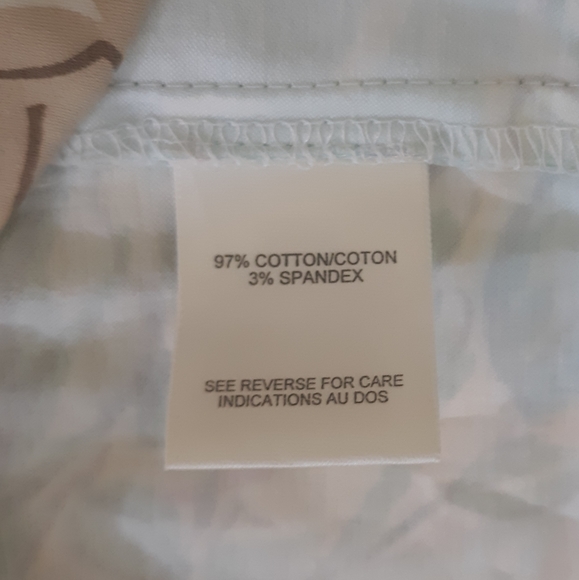 97% COTTON/COTON
3% SPANDEX
SEE REVERSE FOR CARE
INDICATIONS AU DOS